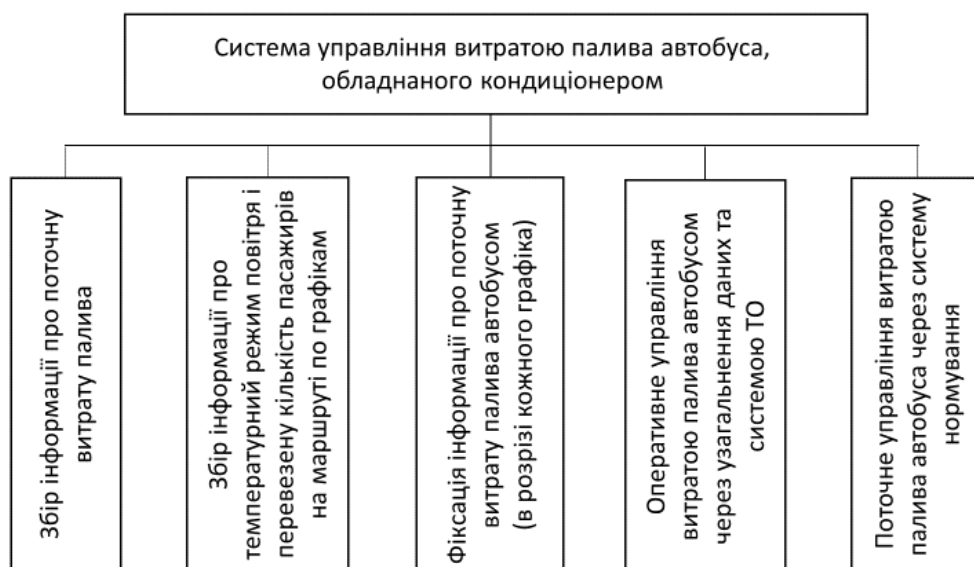 Система управління витратою палива автобуса,
обладнаного кондиціонером
Збір інформації про поточну
витрату палива
Збір інформації про
температурний режим повітря і
перевезену кількість пасажирів
на маршруті по графікам
Фіксація інформації про поточну
витрату палива автобусом
(в розрізі кожного графіка)
Оперативне управління
витратою палива автобусом
через узагальнення даних та
системою ТО
Поточне управління витратою
палива автобуса через систему
нормування